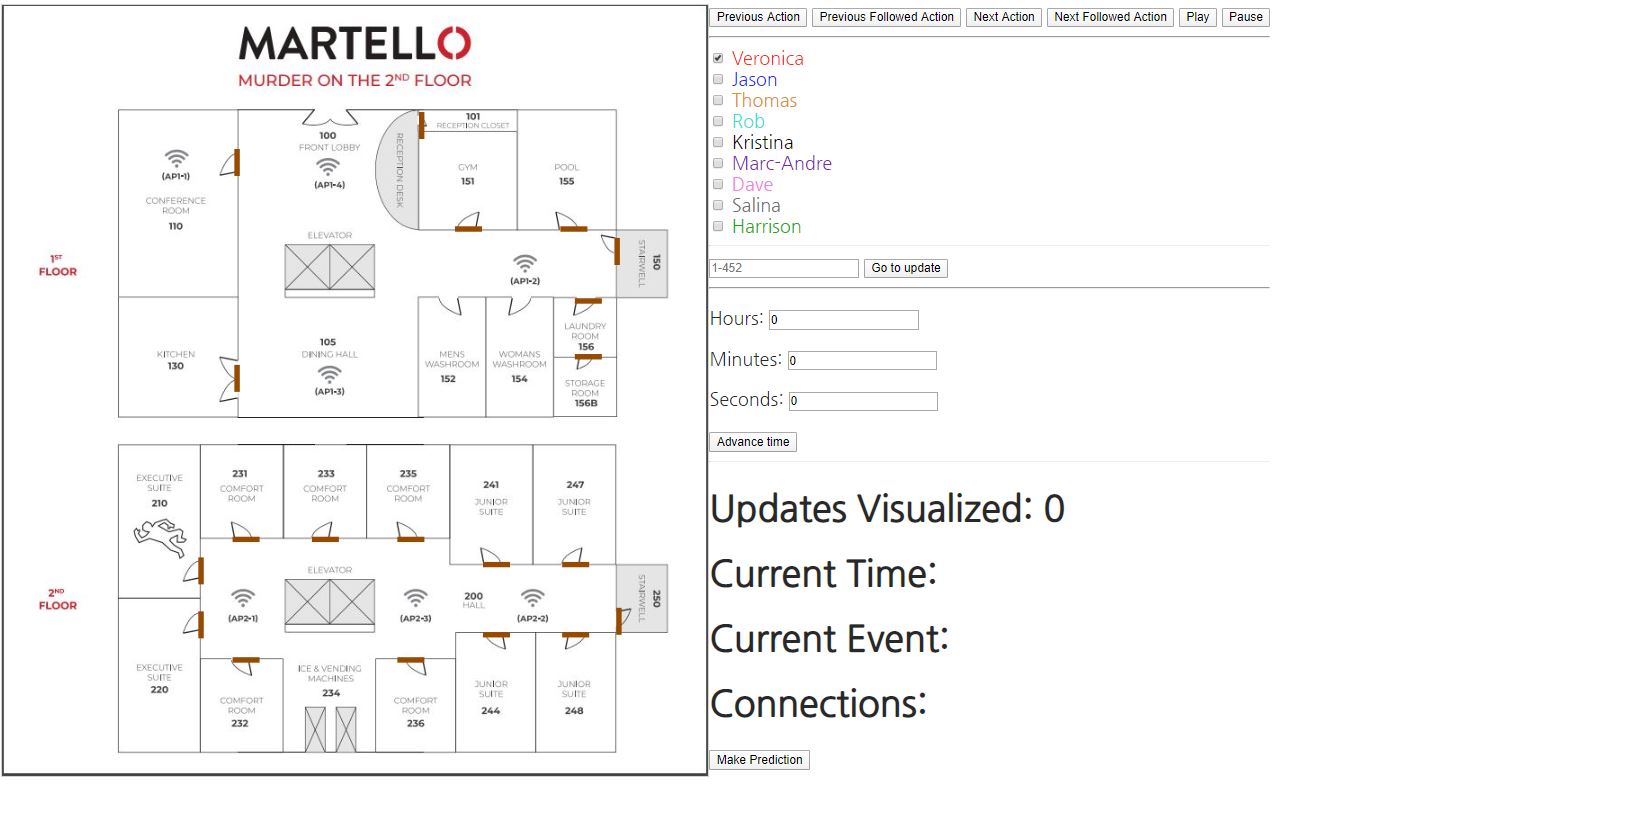 MARTELLO
MURDER ON THE 2ND FLOOR
101
RECEPTION CLOSET
100
FRONT LOBBY
(AP1-4)
RECEPTION DESK
(AP1-1)
CONFERENCE
ROOM
110
GYM
151
POOL
155
ELEVATOR
1ST
FLOOR
(AP1-2)
STAIRWELL
150
KITCHEN
130
105
DINING HALL
(AP1-3)
MENS
WASHROOM
152
WOMANS
WASHROOM
154
LAUNDRY
ROOM
156
STORAGE
ROOM
156B
EXECUTIVE
SUITE
210
231
COMFORT
ROOM
233
COMFORT
ROOM
235
COMFORT
ROOM
241
JUNIOR
SUITE
247
JUNIOR
SUITE
2ND
FLOOR
ELEVATOR
(AP2-1)
(AP2-3)
200
HALL
(AP2-2)
STAIRWELL
250
EXECUTIVE
SUITE
220
COMFORT
ROOM
232
ICE & VENDING
MACHINES
234
COMFORT
ROOM
236
JUNIOR
SUITE
244
JUNIOR
SUITE
248
Previous Action Previous Followed Action Next Action Next Followed Action Play Pause
Veronica
Jason
Thomas
Rob
Kristina
Marc-Andre
Dave
Salina
Harrison
1-452 Go to update
Hours: 0
Minutes: 0
Seconds: 0
Advance time
Updates Visualized: 0
Current Time:
Current Event:
Connections:
Make Prediction